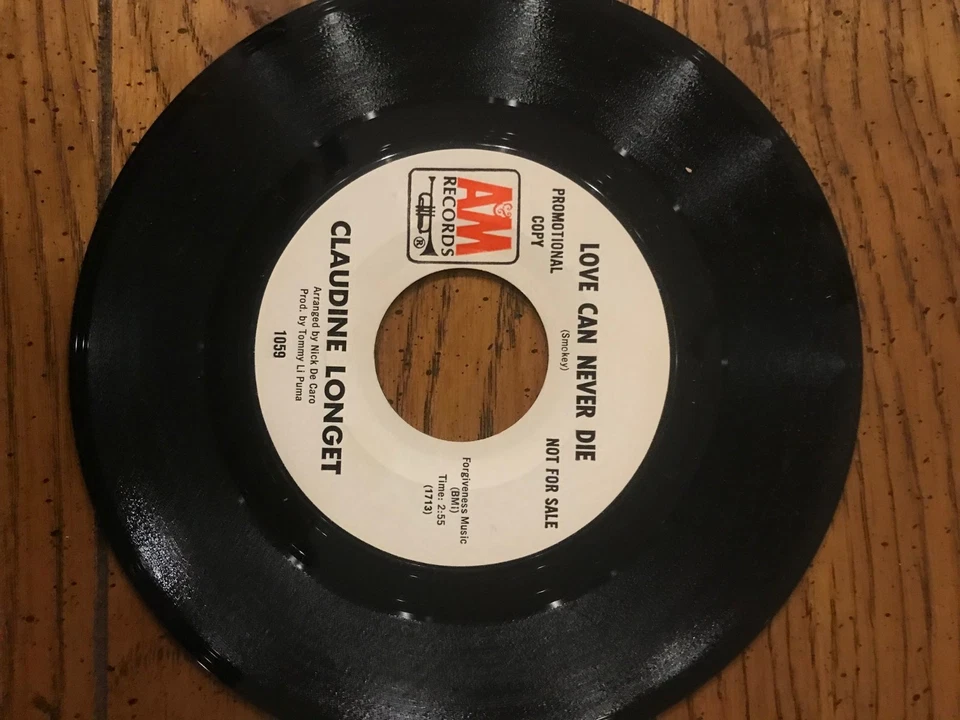 LOVE CAN NEVER DIE
(Smokey)
PROMOTIONAL
COPY
NOT FOR SALE
A&M
RECORDS
®
Forgiveness Music
(BMI)
Time: 2:55
(1713)
CLAUDINE LONGET
Arranged by Nick De Caro
Prod. by Tommy Li Puma
1059